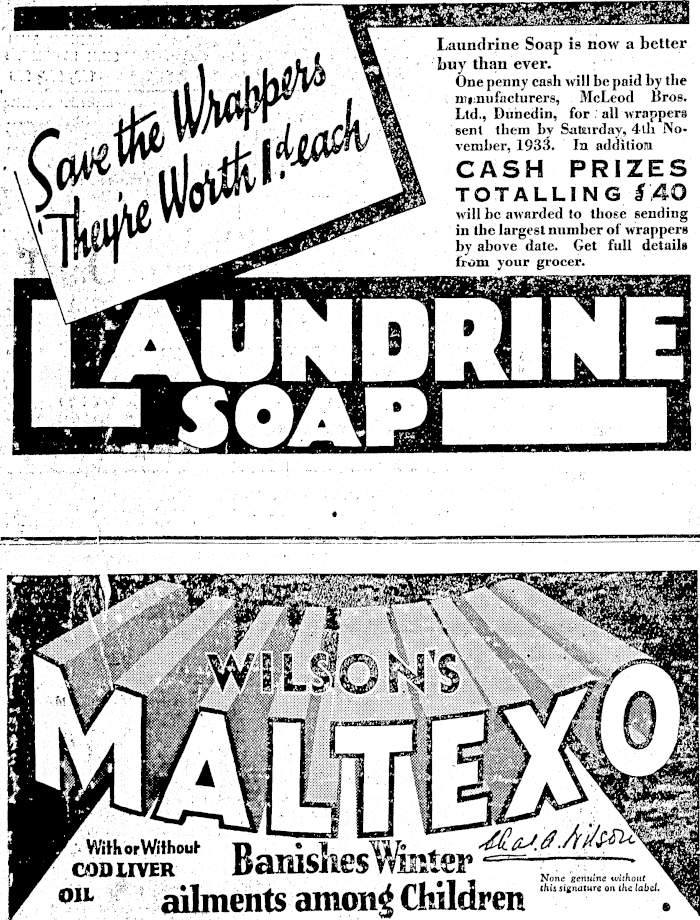 Save the Wrappers
They're Worth 1d. each
Laundrine Soap is now a better
buy than ever.
One penny cash will be paid by the
manufacturers, McLeod Bros.
Ltd., Dunedin, for all wrappers
sent them by Saturday, 4th No-
vember, 1933. In addition
CASH PRIZES
TOTALLING £40
will be awarded to those sending
in the largest number of wrappers
by above date. Get full details
from your grocer.
LAUNDRINE
SOAP
WILSON'S
MALTEXO
With or Without
COD LIVER
OIL
Banishes Winter
ailments among Children
Chas. A. Wilson
None genuine without
this signature on the label.